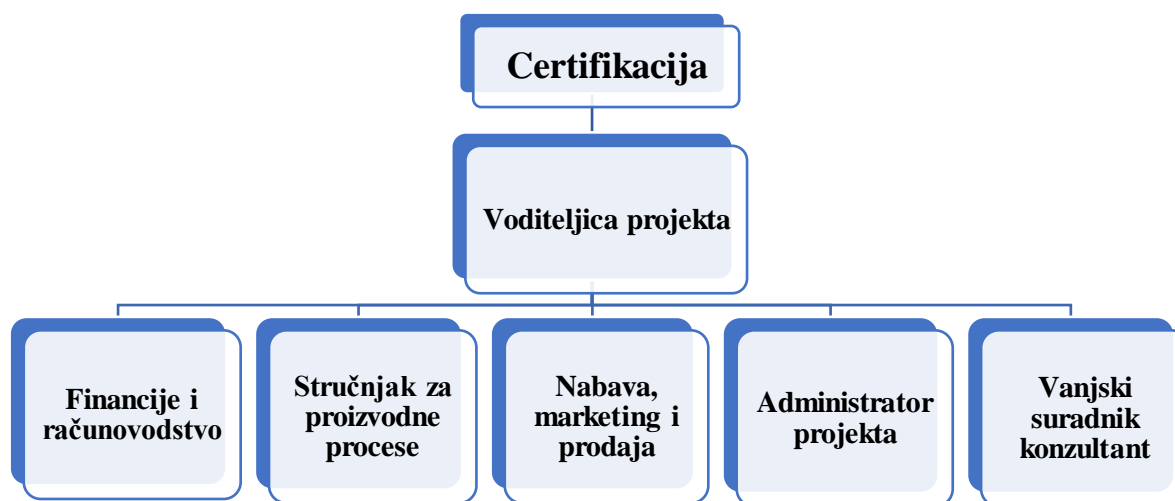 Certifikacija
Voditeljica projekta
Financije i
računovodstvo
Stručnjak za
proizvodne
procese
Nabava,
marketing i
prodaja
Administrator
projekta
Vanjski
suradnik
konzultant